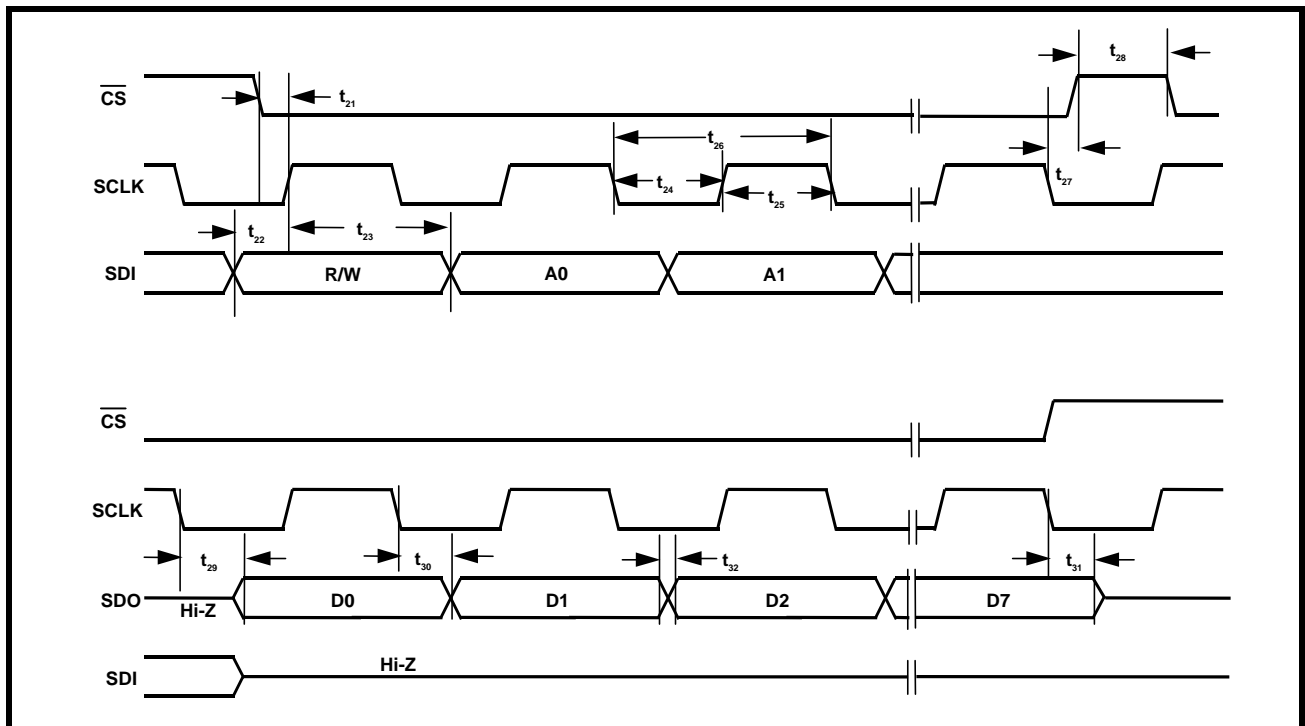 CS
t21
t28
SCLK
t26
t24
t25
t27
SDI
t22
t23
R/W
A0
A1
CS
SCLK
t29
t30
t32
t31
SDO
Hi-Z
D0
D1
D2
D7
SDI
Hi-Z